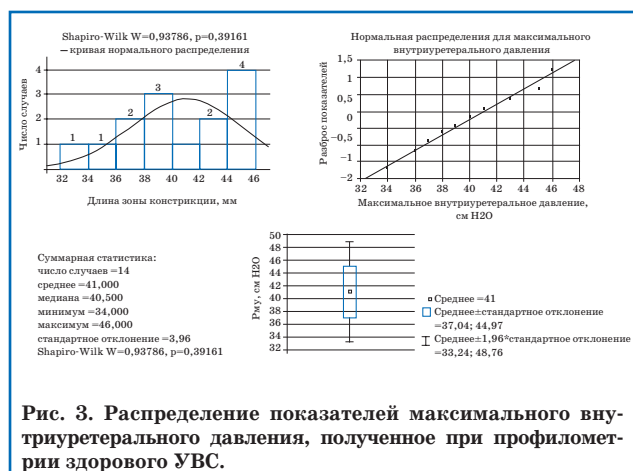 Shapiro-Wilk W=0,93786, p=0,39161
— кривая нормального распределения
Число случаев
4
3
2
1
1
1
2
3
2
4
32 34 36 38 40 42 44 46
Длина зоны констрикции, мм
Нормальная распределения для максимального
внутриуретерального давления
Разброс показателей
1,5
1
0,5
0
−0,5
−1
−2
32 34 36 38 40 42 44 46 48
Максимальное внутриуретеральное давление,
см H2O
Суммарная статистика:
число случаев =14
среднее =41,000
медиана =40,500
минимум =34,000
максимум =46,000
стандартное отклонение =3,96
Shapiro-Wilk W=0,93786, p=0,39161
Pму, см H2O
50
48
46
44
42
40
38
36
34
32
Среднее =41
Среднее±стандартное отклонение
=37,04; 44,97
Среднее±1,96*стандартное отклонение
=33,24; 48,76
Рис. 3. Распределение показателей максимального вну-
триуретерального давления, полученное при профиломет-
рии здорового УВС.